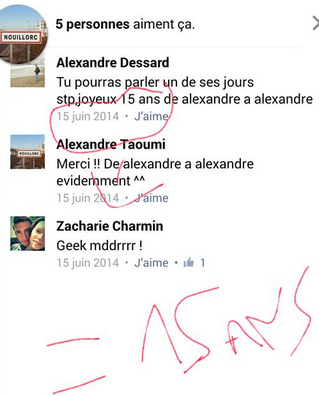 NOUILLORC
5 personnes aiment ça.
Alexandre Dessard
Tu pourras parler un de ses jours
stp,joyeux 15 ans de alexandre a alexandre
15 juin 2014 • J'aime
NOUILLORC
Alexandre Taoumi
Merci !! De alexandre a alexandre
evidemment ^^
15 juin 2014 • J'aime
Zacharie Charmin
Geek mddrrrr !
15 juin 2014 • J'aime • 1
= 15 ANS